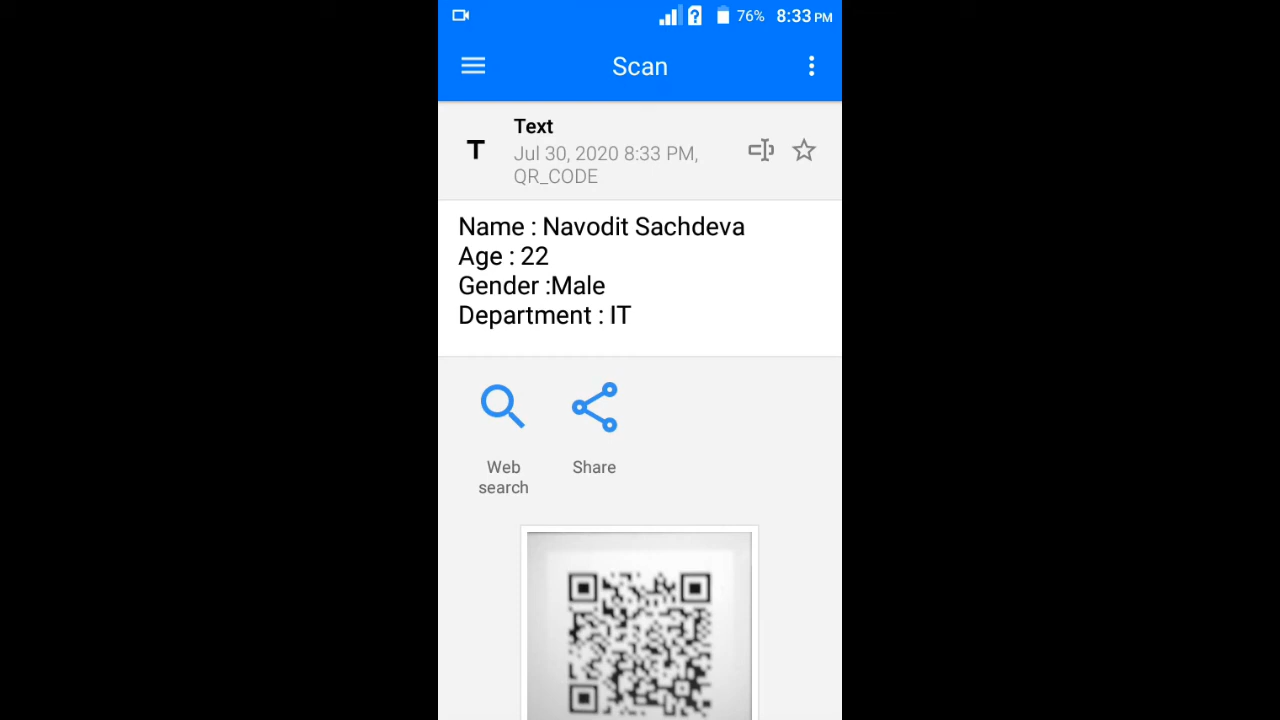 76% 8:33 PM
Scan
T
Text
Jul 30, 2020 8:33 PM,
QR_CODE
Name : Navodit Sachdeva
Age : 22
Gender :Male
Department : IT
Web
search
Share